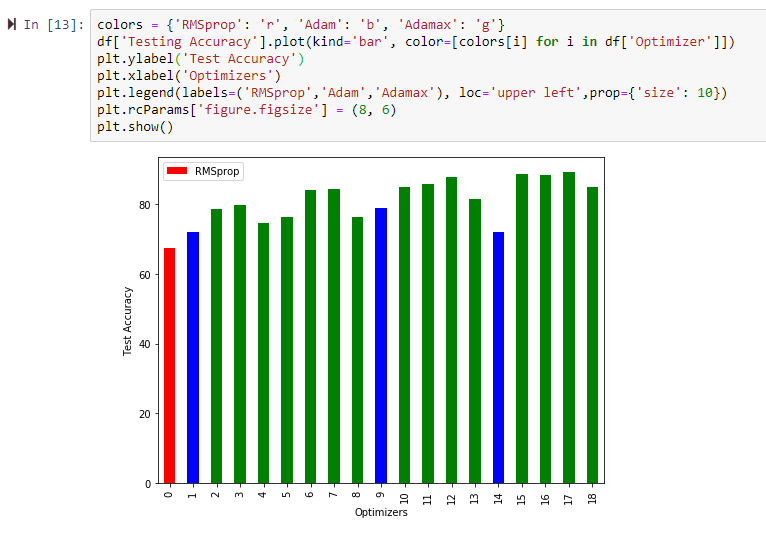 In [13]:
colors = {'RMSprop': 'r', 'Adam': 'b', 'Adamax': 'g'}
df['Testing Accuracy'].plot(kind='bar', color=[colors[i] for i in df['Optimizer']])
plt.ylabel('Test Accuracy')
plt.xlabel('Optimizers')
plt.legend(labels=('RMSprop','Adam','Adamax'), loc='upper left',prop={'size': 10})
plt.rcParams['figure.figsize'] = (8, 6)
plt.show()
RMSprop
80
60
40
20
0
Test Accuracy
0 1 2 3 4 5 6 7 8 9 10 11 12 13 14 15 16 17 18
Optimizers